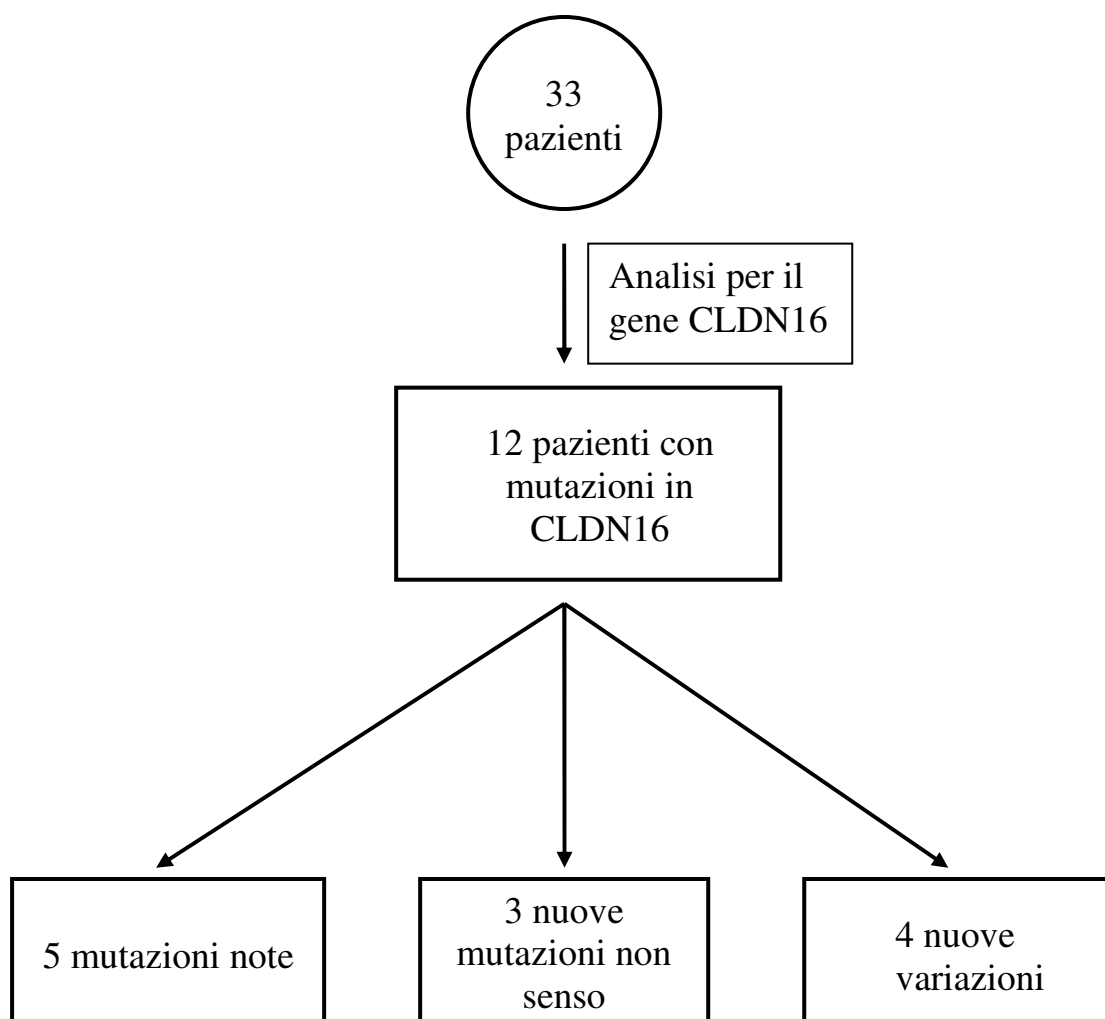 33
pazienti
Analisi per il
gene CLDN16
12 pazienti con
mutazioni in
CLDN16
5 mutazioni note
3 nuove
mutazioni non
senso
4 nuove
variazioni